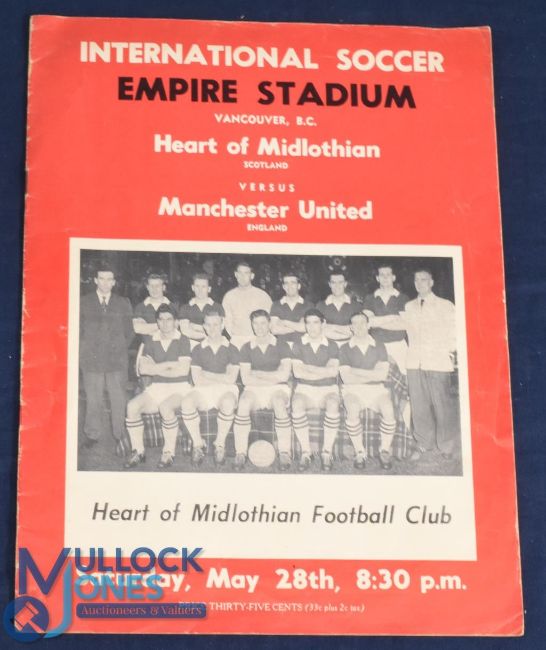 INTERNATIONAL SOCCER
EMPIRE STADIUM
VANCOUVER, B.C.
Heart of Midlothian
SCOTLAND
VERSUS
Manchester United
ENGLAND
Heart of Midlothian Football Club
Saturday, May 28th, 8:30 p.m.
THIRTY-FIVE CENTS (33c plus 2c tax)
MULLOCK
JONES
Auctioneers & Valuers